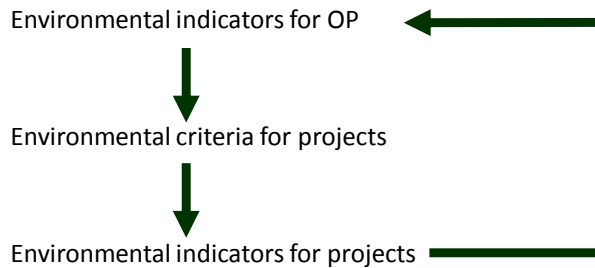 Environmental indicators for OP
Environmental criteria for projects
Environmental indicators for projects